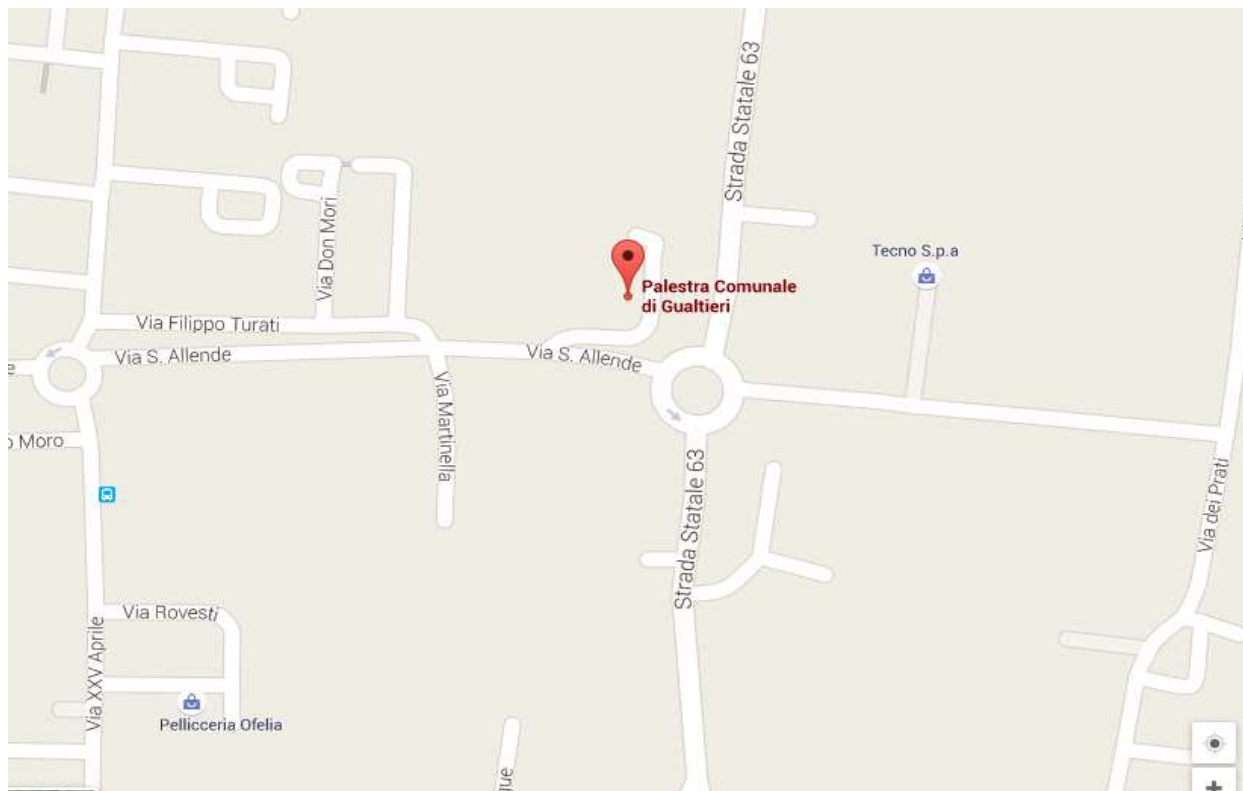 Strada Statale 63
Via Don Mori
Tecno S.p.a
Palestra Comunale
di Gualtieri
Via Filippo Turati
Via S. Allende
Via S. Allende
e
Via Martinella
o Moro
Strada Statale 63
Via dei Prati
Via Rovesti
Via XXV Aprile
Pellicceria Ofelia
gue
+